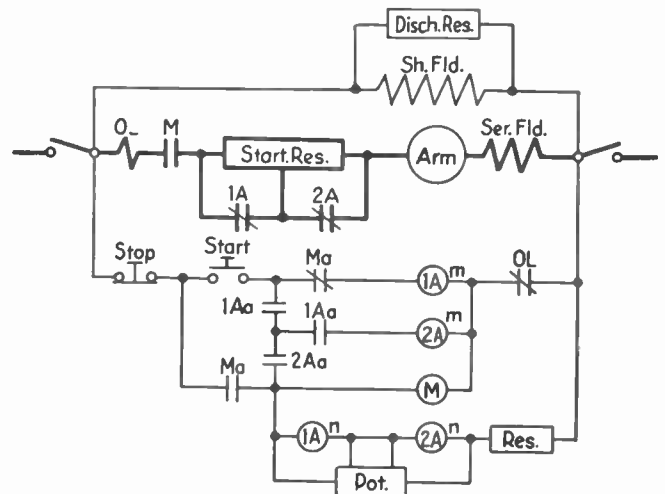 Disch.Res.
Sh.Fld.
O_ M Start.Res. Arm Ser.Fld.
1A 2A
Stop Start Ma 1A m OL
1Aa 1Aa 2A m
2Aa
Ma M
1A n 2A n Res.
Pot.